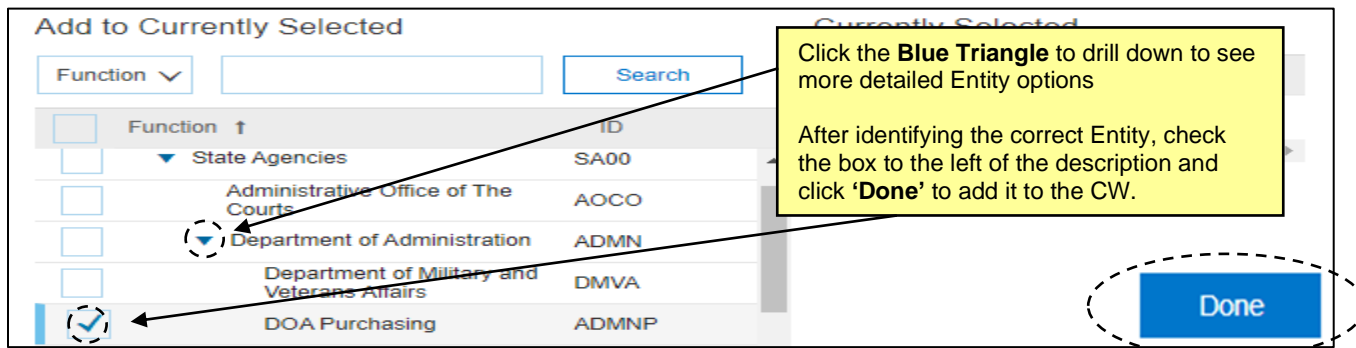 Add to Currently Selected
Currently Selected
Function
Search
Click the Blue Triangle to drill down to see
more detailed Entity options
After identifying the correct Entity, check
the box to the left of the description and
click ‘Done’ to add it to the CW.
Function ↑ ID
State Agencies SA00
Administrative Office of The
Courts AOCO
Department of Administration ADMN
Department of Military and
Veterans Affairs DMVA
DOA Purchasing ADMNP
Done